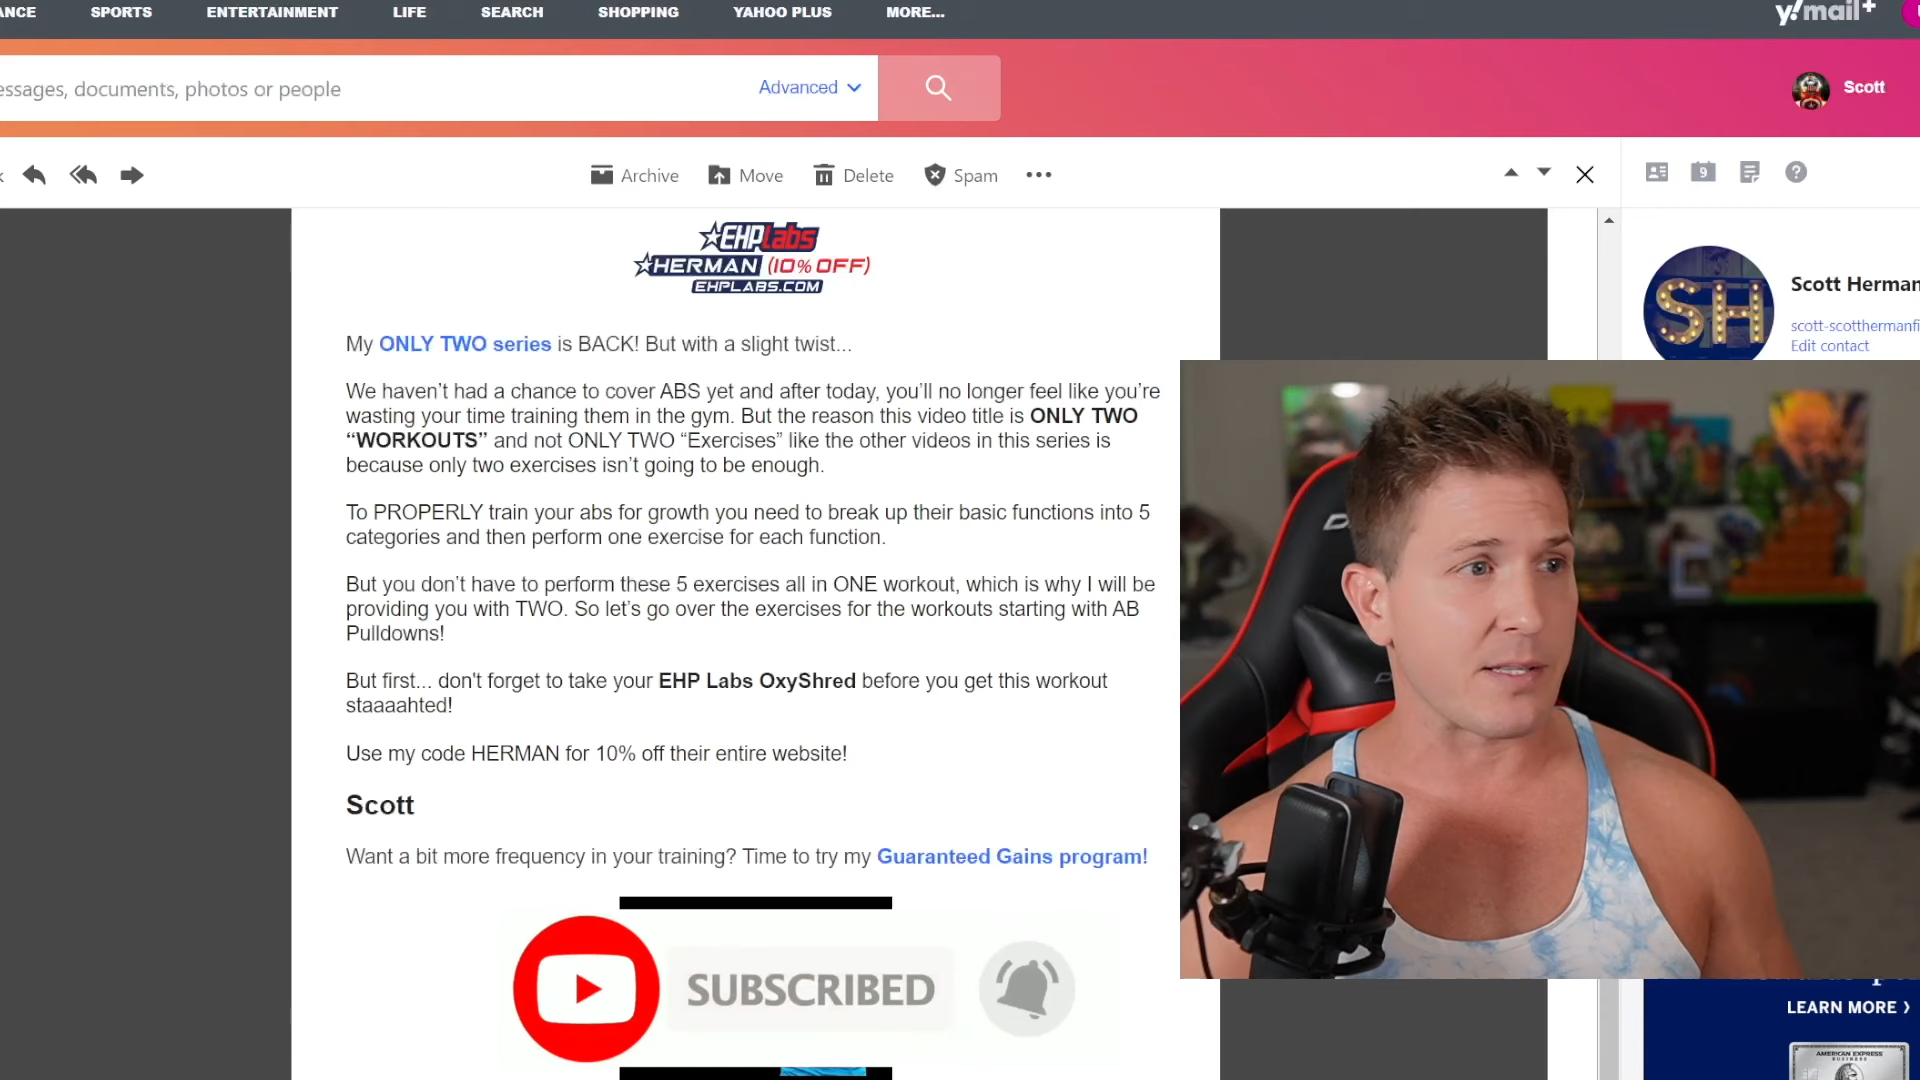 ANCE SPORTS ENTERTAINMENT LIFE SEARCH SHOPPING YAHOO PLUS MORE...
y!mail+
essages, documents, photos or people
Advanced
Scott
Archive Move Delete Spam
9
?
EHPLabs
HERMAN (10% OFF)
EHPLABS.COM
SH
Scott Herman
scott-scotthermanfi
Edit contact
My ONLY TWO series is BACK! But with a slight twist...
We haven't had a chance to cover ABS yet and after today, you'll no longer feel like you're
wasting your time training them in the gym. But the reason this video title is ONLY TWO
“WORKOUTS” and not ONLY TWO “Exercises” like the other videos in this series is
because only two exercises isn’t going to be enough.
To PROPERLY train your abs for growth you need to break up their basic functions into 5
categories and then perform one exercise for each function.
But you don’t have to perform these 5 exercises all in ONE workout, which is why I will be
providing you with TWO. So let’s go over the exercises for the workouts starting with AB
Pulldowns!
But first... don't forget to take your EHP Labs OxyShred before you get this workout
staaaahted!
Use my code HERMAN for 10% off their entire website!
Scott
Want a bit more frequency in your training? Time to try my Guaranteed Gains program!
SUBSCRIBED
LEARN MORE
AMERICAN EXPRESS
BUSINESS